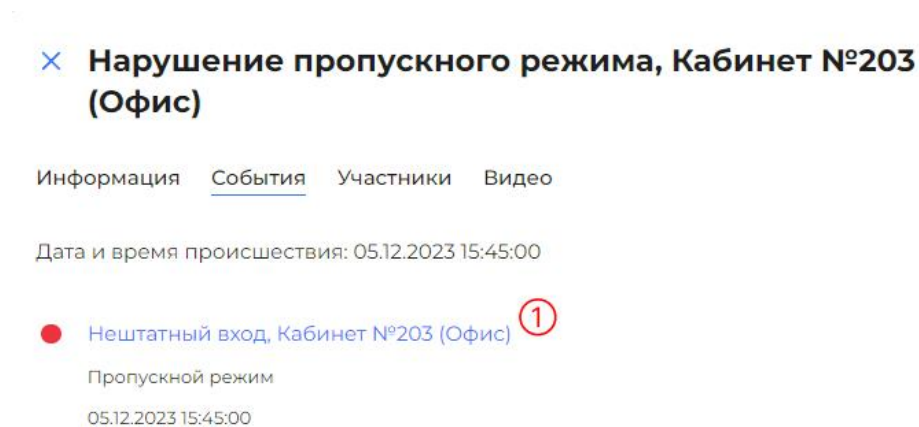 Нарушение пропускного режима, Кабинет №203
(Офис)
Информация События Участники Видео
Дата и время происшествия: 05.12.2023 15:45:00
Нештатный вход, Кабинет №203 (Офис) 1
Пропускной режим
05.12.2023 15:45:00